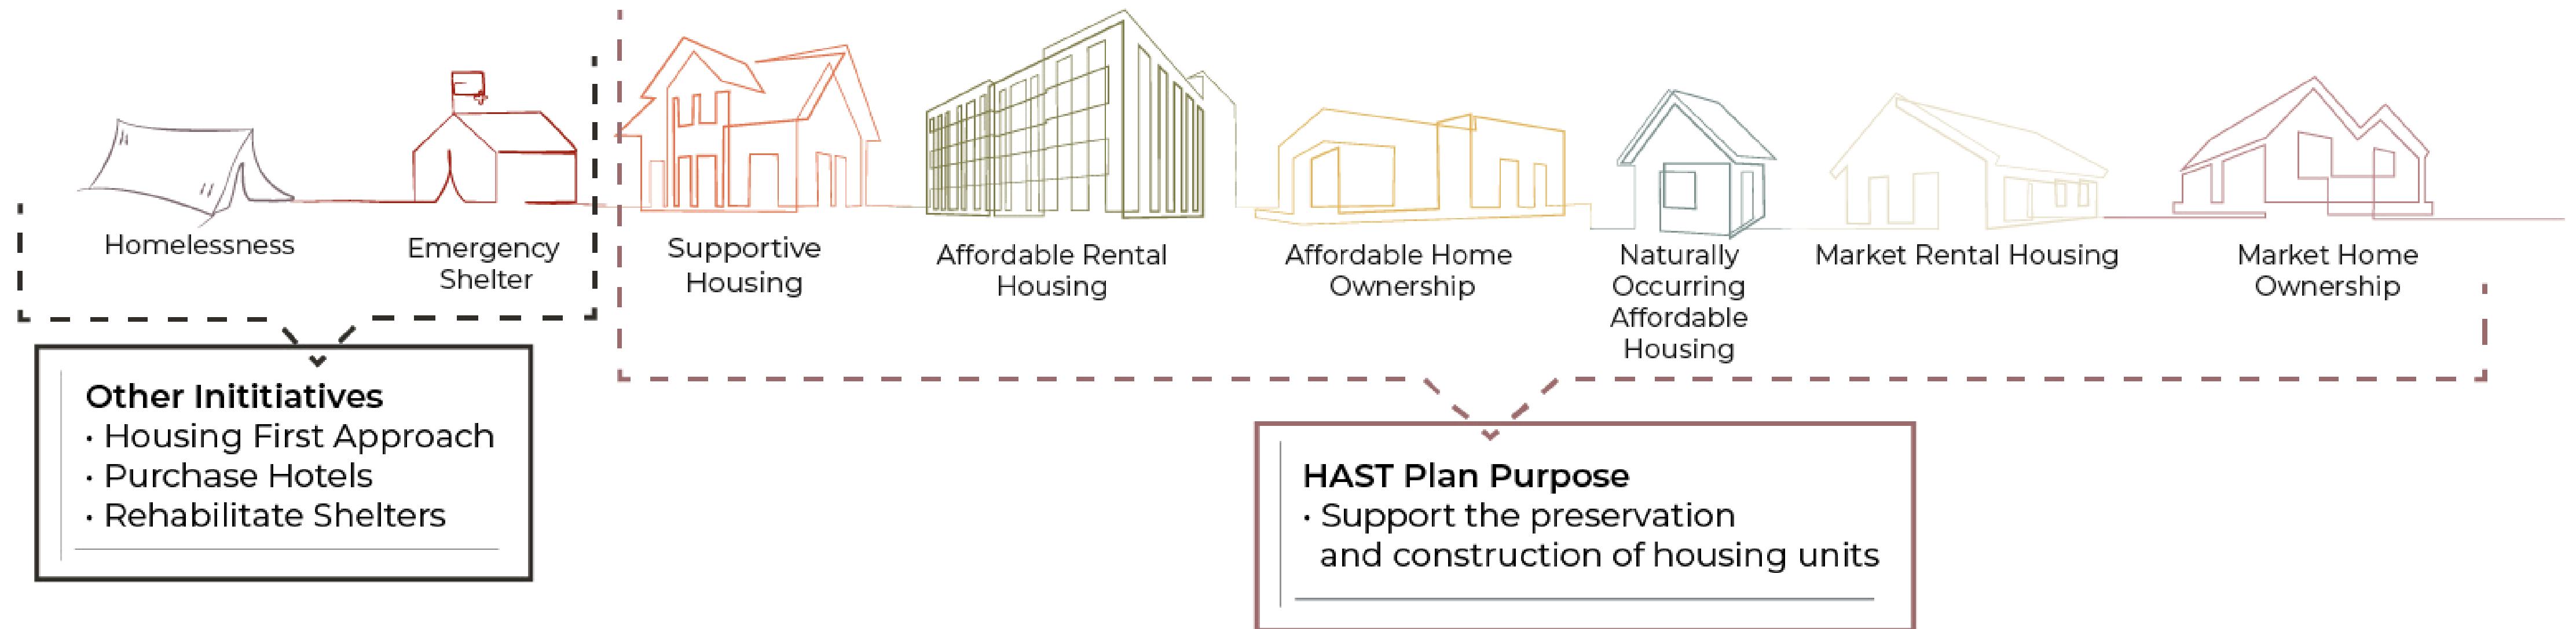 Homelessness
Emergency
Shelter
Supportive
Housing
Affordable Rental
Housing
Affordable Home
Ownership
Naturally
Occurring
Affordable
Housing
Market Rental Housing
Market Home
Ownership
Other Inititiatives
· Housing First Approach
· Purchase Hotels
· Rehabilitate Shelters
HAST Plan Purpose
· Support the preservation
and construction of housing units